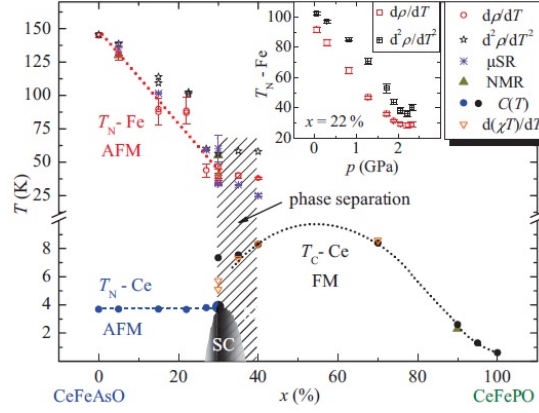 150
125
100
75
50
25
8
6
4
2
T (K)
T_N - Fe
AFM
T_N - Ce
AFM
SC
phase separation
T_C - Ce
FM
0
20
40
60
80
100
CeFeAsO
x (%)
CeFePO
T_N - Fe
100
80
60
40
20
0
1
2
p (GPa)
x = 22 %
dρ/dT
d²ρ/dT²
dρ/dT
d²ρ/dT²
μSR
NMR
C(T)
d(χT)/dT